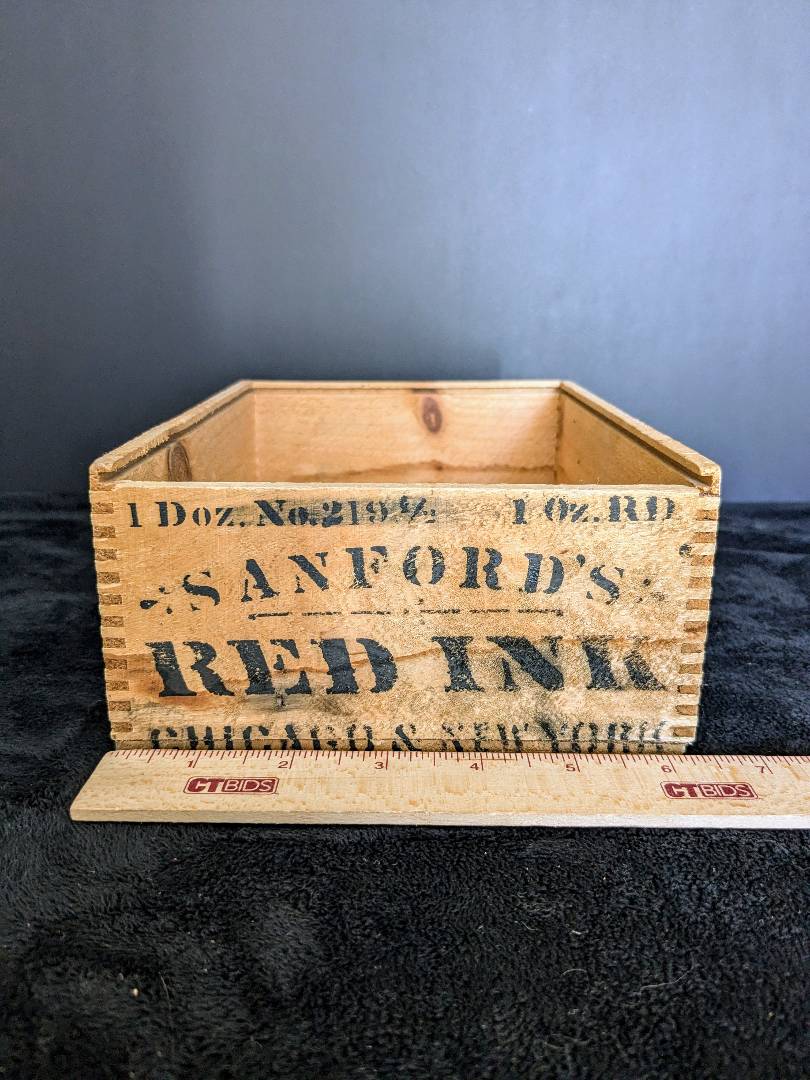 1 Doz. No. 219½ 1 Oz. RD
SANFORD'S
RED INK
CHICAGO & NEW YORK
1 2 3 4 5 6 7
CTBIDS CTBIDS